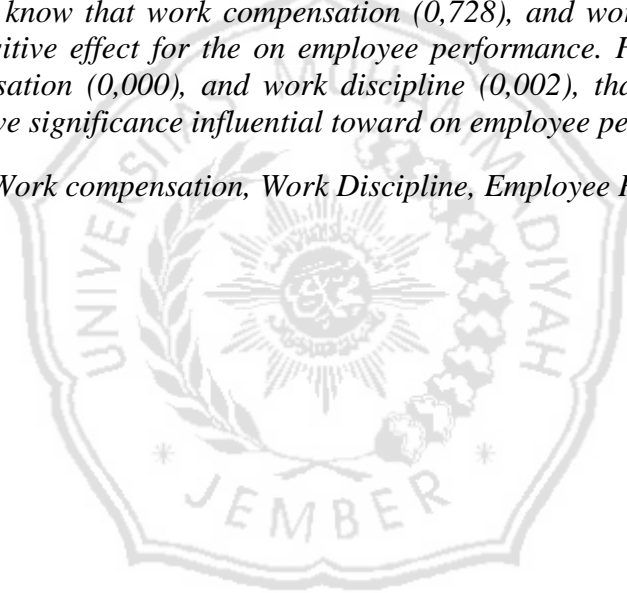 know that work compensation (0,728), and wor
itive effect for the on employee performance. F
sation (0,000), and work discipline (0,002), tha
ve significance influential toward on employee pe
Work compensation, Work Discipline, Employee P
UNIVERSITAS MUHAMMADIYAH
* JEMBER *